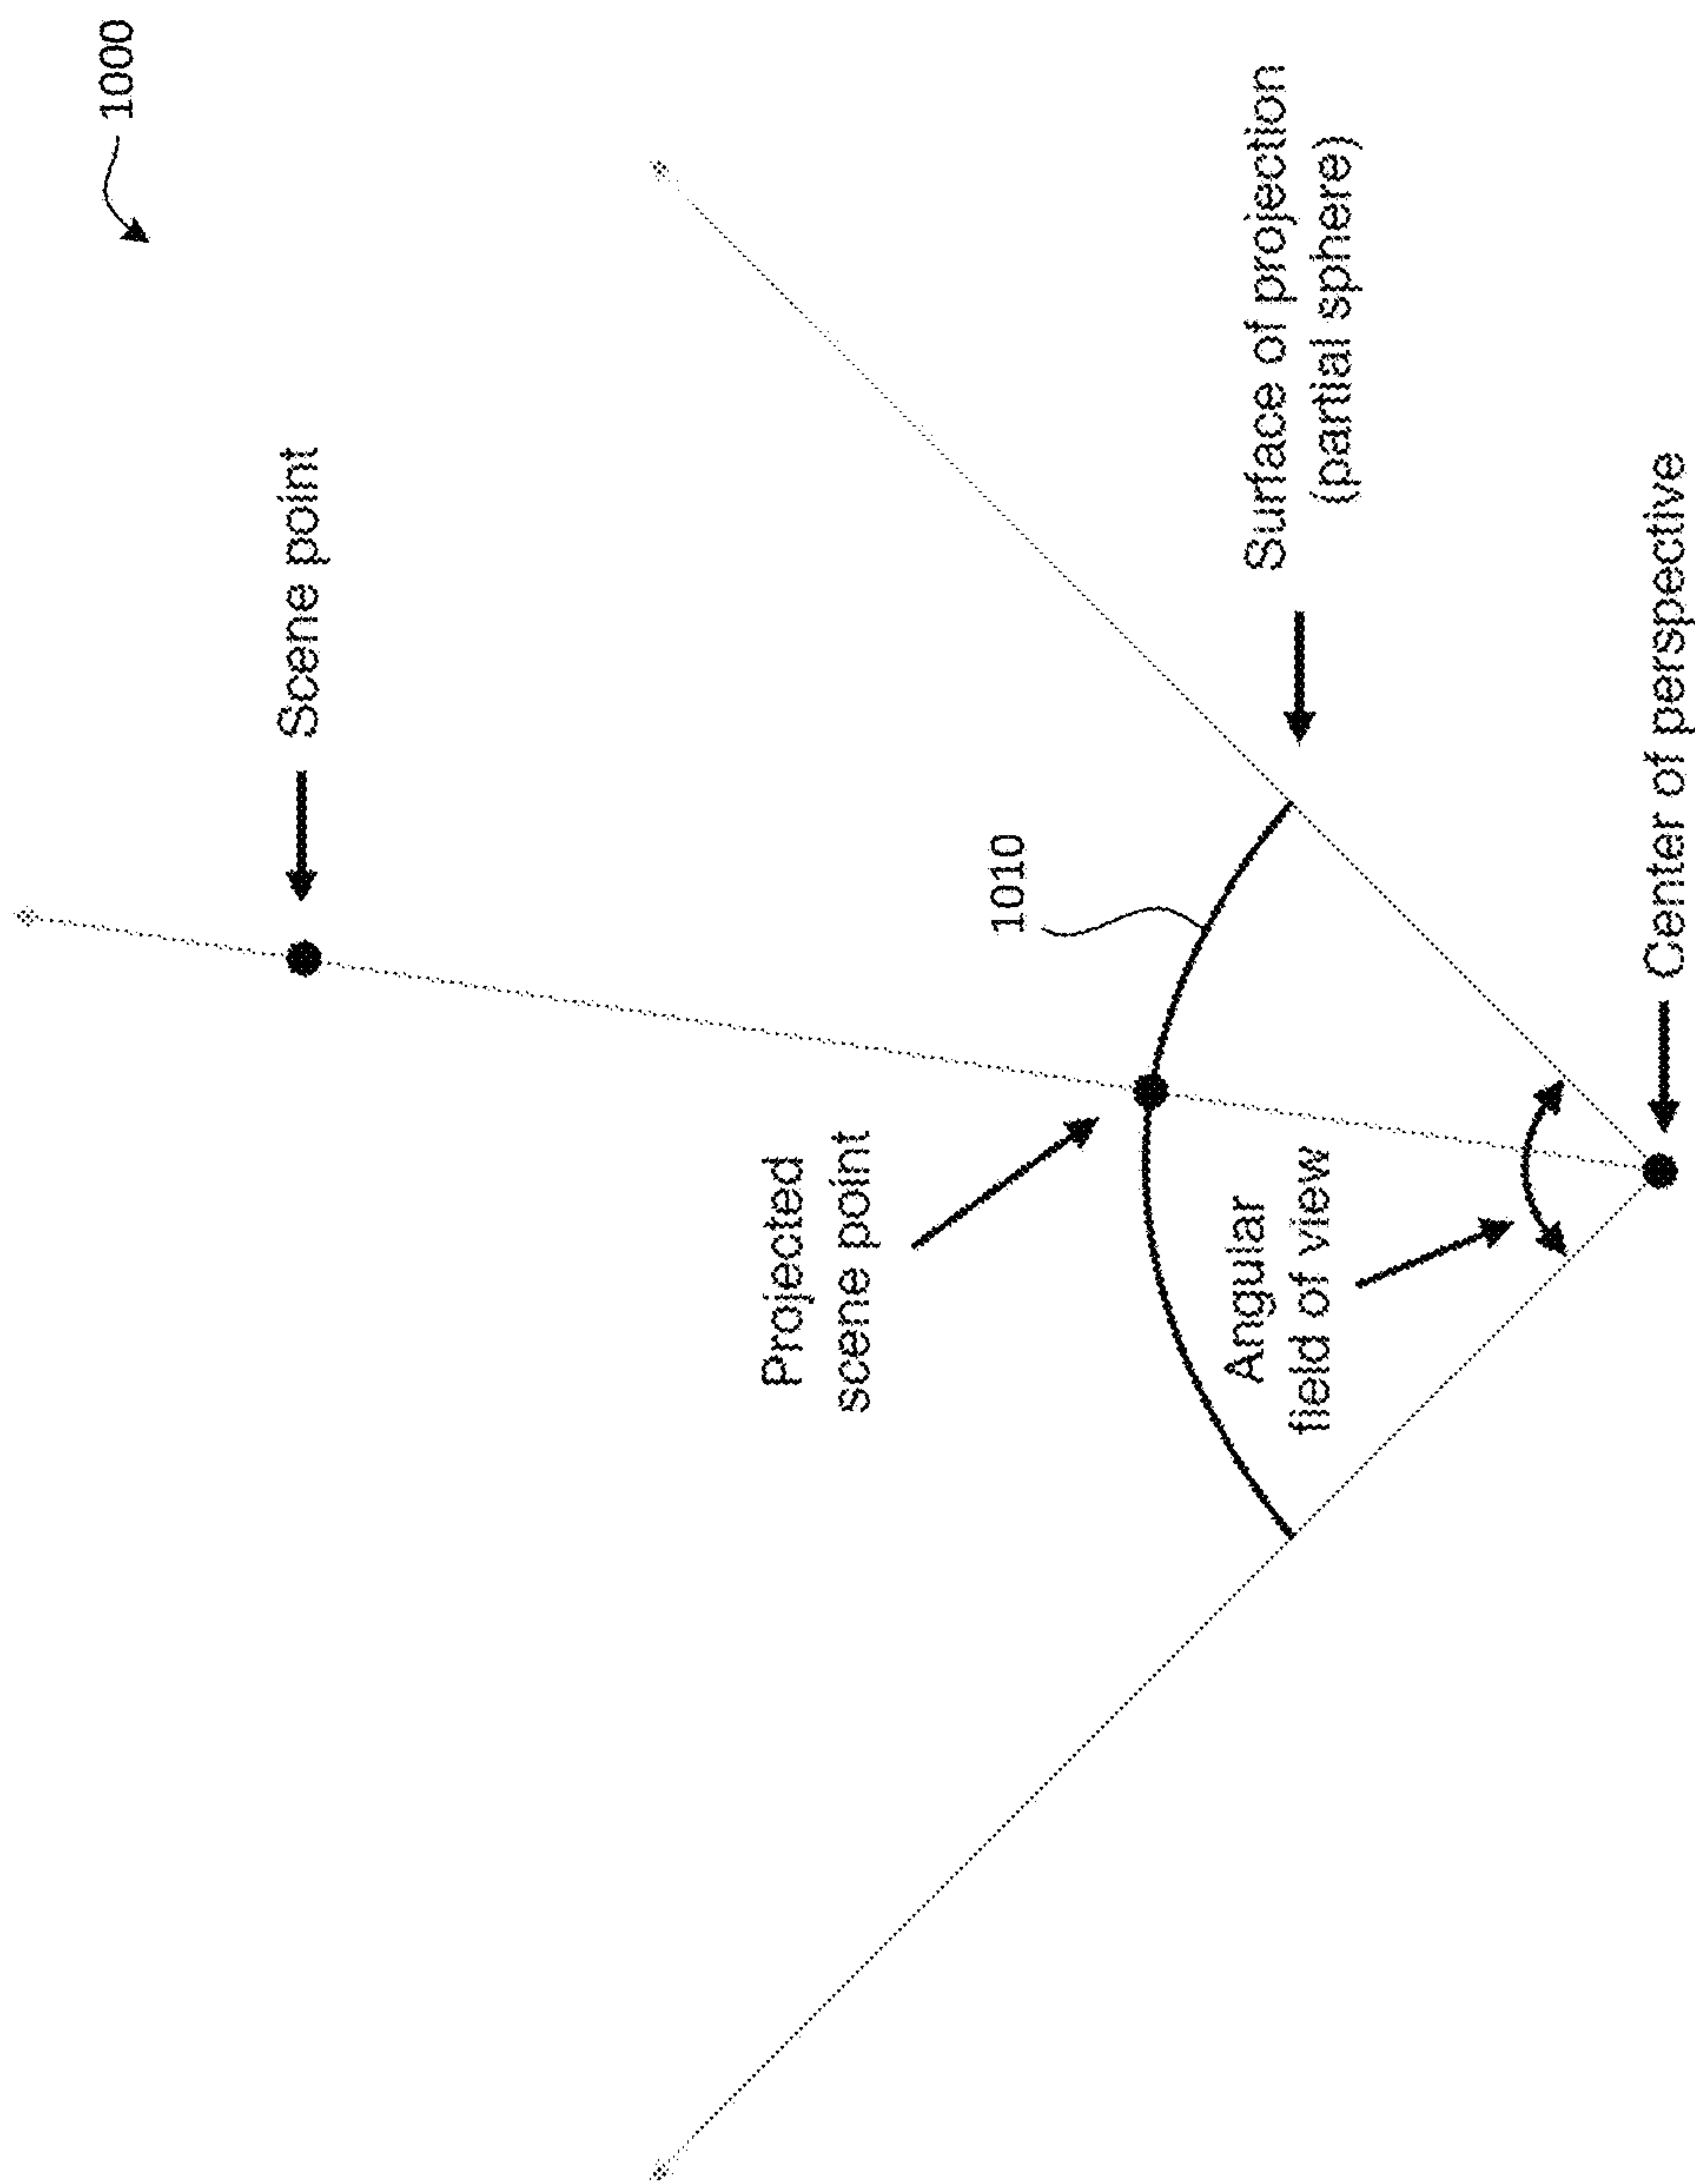 1000
Scene point
1010
Projected
scene point
Surface of projection
(partial sphere)
Angular
field of view
Center of perspective